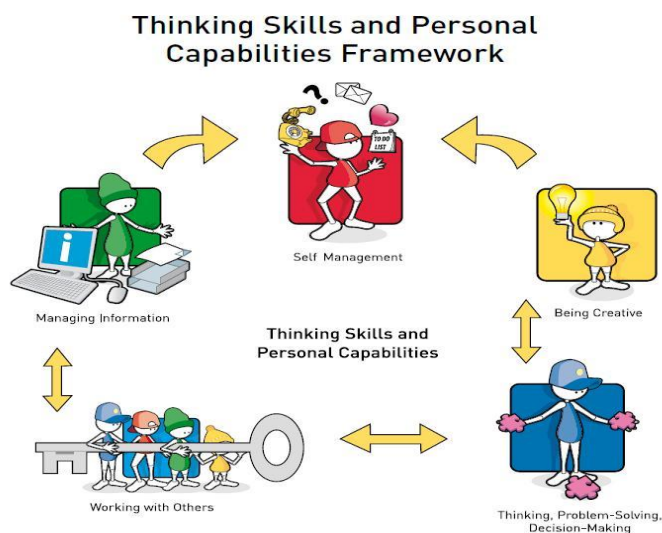 Thinking Skills and Personal
Capabilities Framework
?
TO DO
LIST
Self Management
i
Managing Information
Being Creative
Thinking Skills and
Personal Capabilities
Working with Others
Thinking, Problem-Solving,
Decision-Making